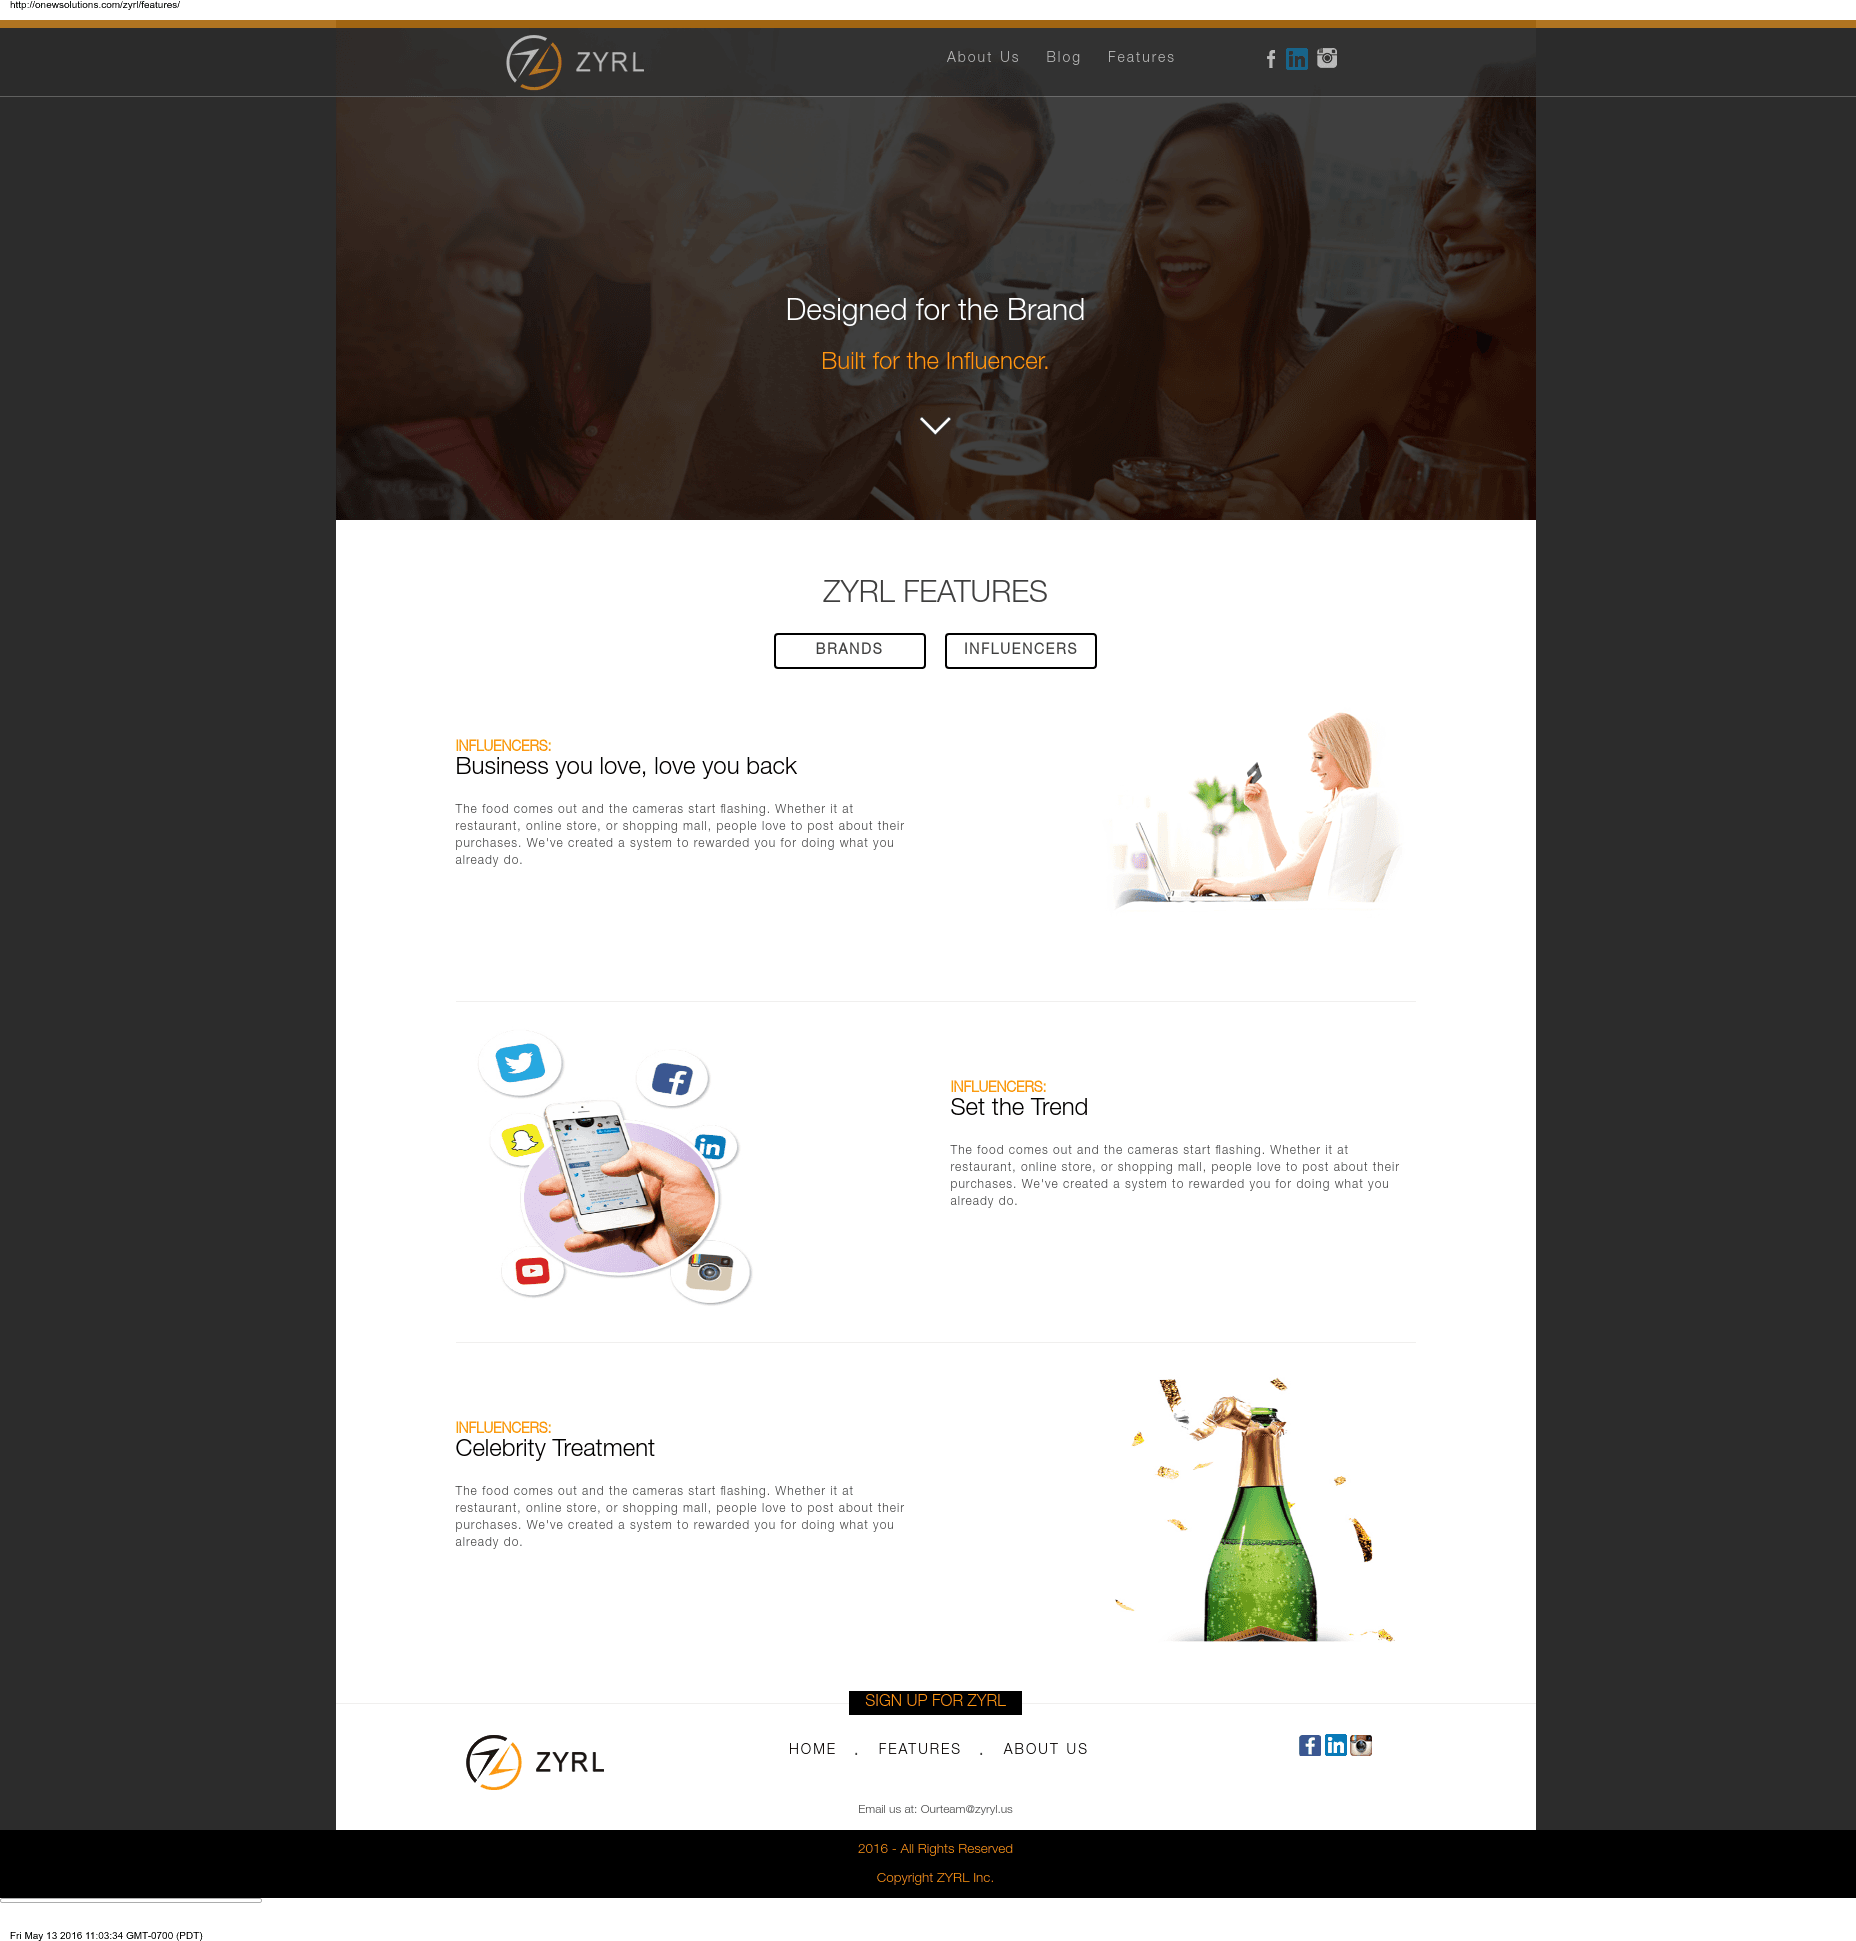 http://onewsolutions.com/zyrl/features/
ZYRL
About Us Blog Features
Designed for the Brand
Built for the Influencer.
ZYRL FEATURES
BRANDS INFLUENCERS
INFLUENCERS:
Business you love, love you back
The food comes out and the cameras start flashing. Whether it at
restaurant, online store, or shopping mall, people love to post about their
purchases. We've created a system to rewarded you for doing what you
already do.
INFLUENCERS:
Set the Trend
The food comes out and the cameras start flashing. Whether it at
restaurant, online store, or shopping mall, people love to post about their
purchases. We've created a system to rewarded you for doing what you
already do.
INFLUENCERS:
Celebrity Treatment
The food comes out and the cameras start flashing. Whether it at
restaurant, online store, or shopping mall, people love to post about their
purchases. We've created a system to rewarded you for doing what you
already do.
SIGN UP FOR ZYRL
ZYRL
HOME . FEATURES . ABOUT US
Email us at: Ourteam@zyryl.us
2016 - All Rights Reserved
Copyright ZYRL Inc.
Fri May 13 2016 11:03:34 GMT-0700 (PDT)